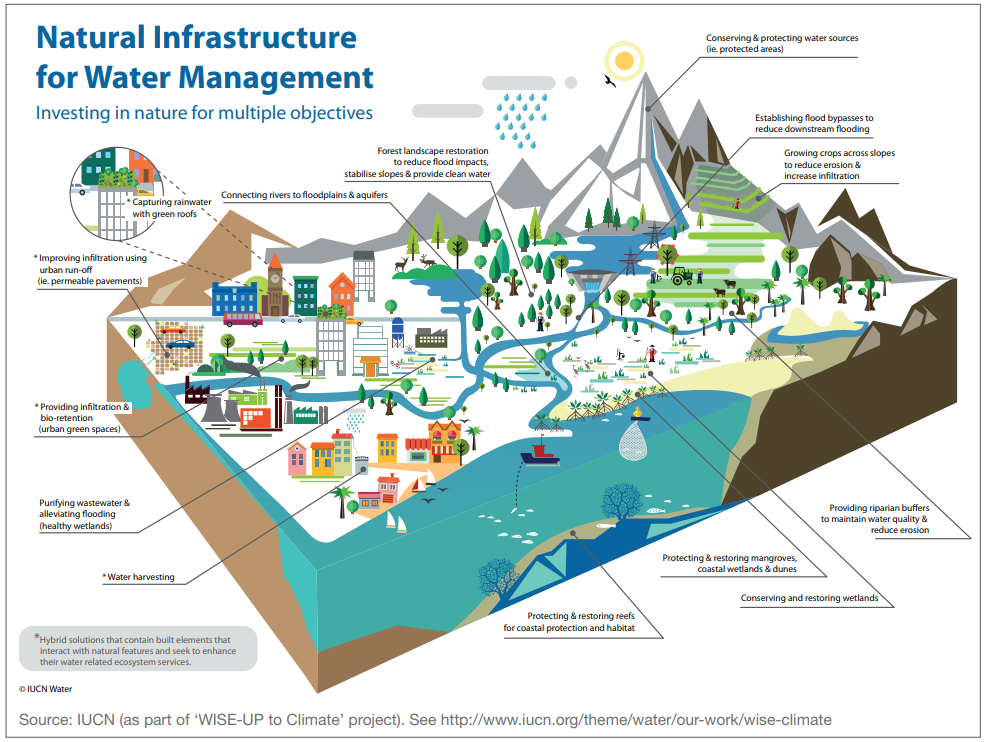 Natural Infrastructure
for Water Management
Investing in nature for multiple objectives
Conserving & protecting water sources
(ie. protected areas)
Establishing flood bypasses to
reduce downstream flooding
Growing crops across slopes
to reduce erosion &
increase infiltration
Forest landscape restoration
to reduce flood impacts,
stabilise slopes & provide clean water
Connecting rivers to floodplains & aquifers
* Capturing rainwater
with green roofs
* Improving infiltration using
urban run-off
(ie. permeable pavements)
* Providing infiltration &
bio-retention
(urban green spaces)
Purifying wastewater &
alleviating flooding
(healthy wetlands)
* Water harvesting
Providing riparian buffers
to maintain water quality &
reduce erosion
Protecting & restoring mangroves,
coastal wetlands & dunes
Conserving and restoring wetlands
Protecting & restoring reefs
for coastal protection and habitat
*Hybrid solutions that contain built elements that
interact with natural features and seek to enhance
their water related ecosystem services.
© IUCN Water
Source: IUCN (as part of ‘WISE-UP to Climate’ project). See http://www.iucn.org/theme/water/our-work/wise-climate